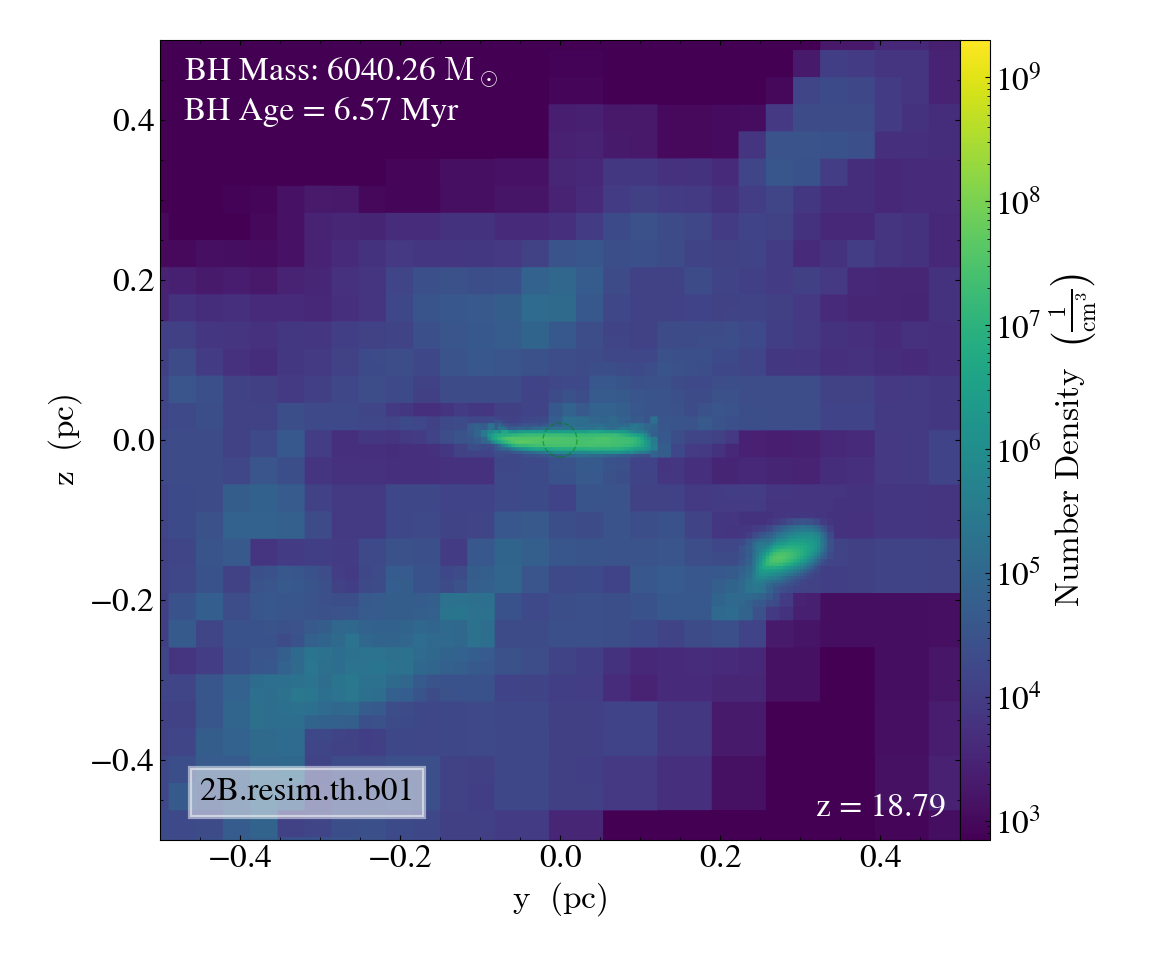 BH Mass: 6040.26 M⊙
BH Age = 6.57 Myr
0.4
0.2
0.0
−0.2
−0.4
z (pc)
2B.resim.th.b01
z = 18.79
−0.4 −0.2 0.0 0.2 0.4
y (pc)
10⁹
10⁸
10⁷
10⁶
10⁵
10⁴
10³
Number Density (1/cm³)